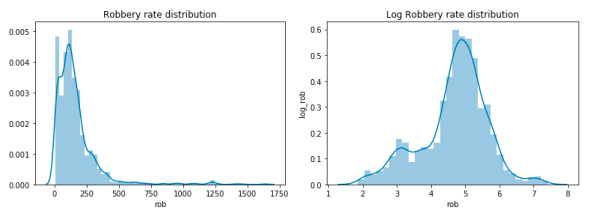 Robbery rate distribution
0.005
0.004
0.003
0.002
0.001
0.000
0 250 500 750 1000 1250 1500 1750
rob
Log Robbery rate distribution
log_rob
0.6
0.5
0.4
0.3
0.2
0.1
0.0
1 2 3 4 5 6 7 8
rob